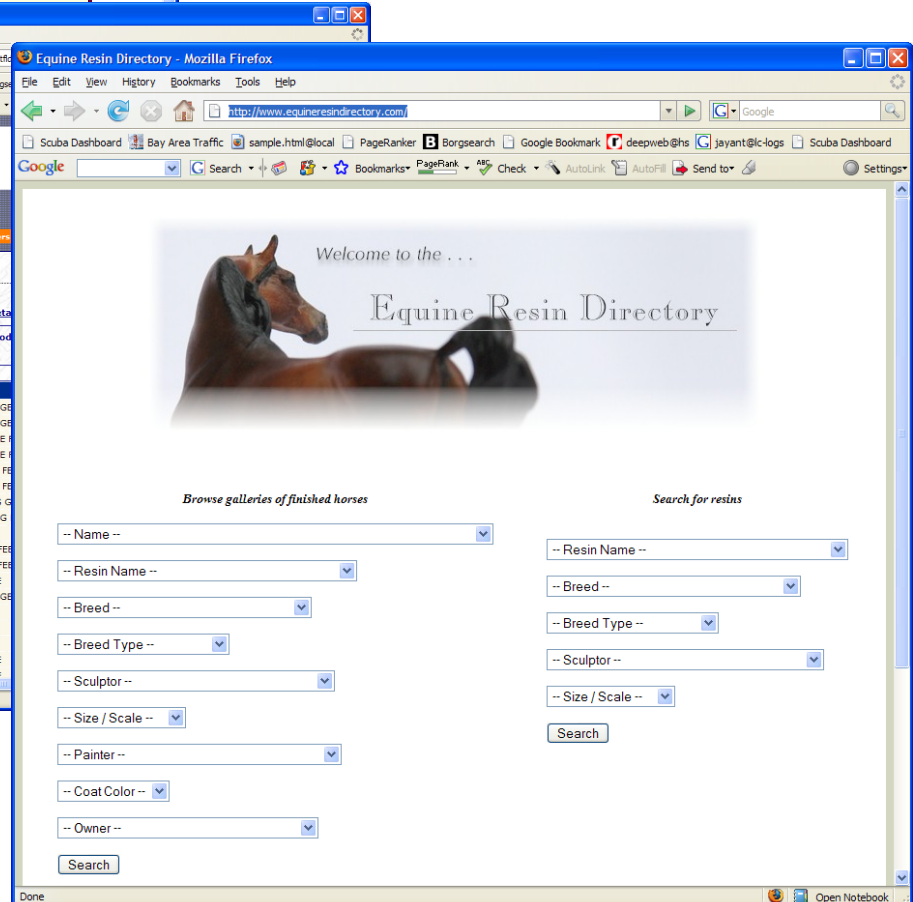 Equine Resin Directory - Mozilla Firefox
File Edit View History Bookmarks Tools Help
http://www.equineresindirectory.com/ G Google
Scuba Dashboard Bay Area Traffic sample.html@local PageRanker B Borgsearch Google Bookmark deepweb@hs G jayant@lc-logs Scuba Dashboard
Google G Search Bookmarks PageRank ABC Check AutoLink AutoFill Send to Settings
Welcome to the . . .
Equine Resin Directory
Browse galleries of finished horses
-- Name --
-- Resin Name --
-- Breed --
-- Breed Type --
-- Sculptor --
-- Size / Scale --
-- Painter --
-- Coat Color --
-- Owner --
Search
Search for resins
-- Resin Name --
-- Breed --
-- Breed Type --
-- Sculptor --
-- Size / Scale --
Search
Done Open Notebook